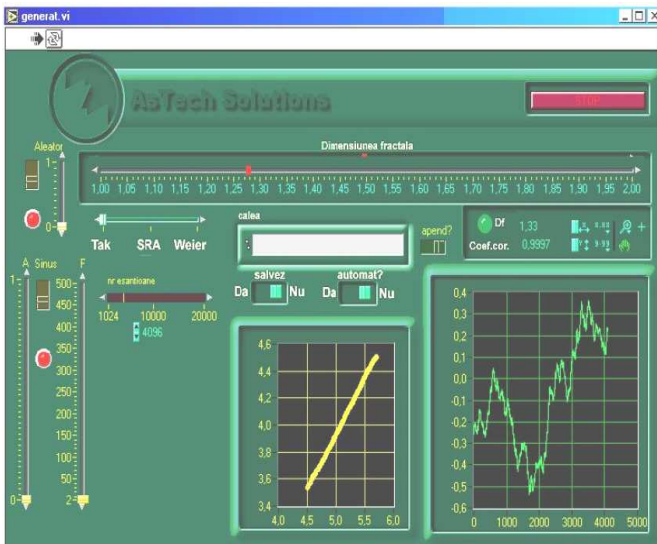 general.vi
AsTech Solutions
STOP
Aleator
1
0
Dimensiunea fractala
1,00 1,05 1,10 1,15 1,20 1,25 1,30 1,35 1,40 1,45 1,50 1,55 1,60 1,65 1,70 1,75 1,80 1,85 1,90 1,95 2,00
Tak SRA Weier
calea
apend?
Df 1,33
Coef.cor. 0,9997
A Sinus F
1
0
500
450
400
350
300
250
200
150
100
50
2
nr esantioane
1024 10000 20000
4096
salvez
Da Nu
automat?
Da Nu
4,6
4,4
4,2
4,0
3,8
3,6
3,4
4,0 4,5 5,0 5,5 6,0
0,4
0,3
0,2
0,1
0,0
-0,1
-0,2
-0,3
-0,4
-0,5
-0,6
0 1000 2000 3000 4000 5000